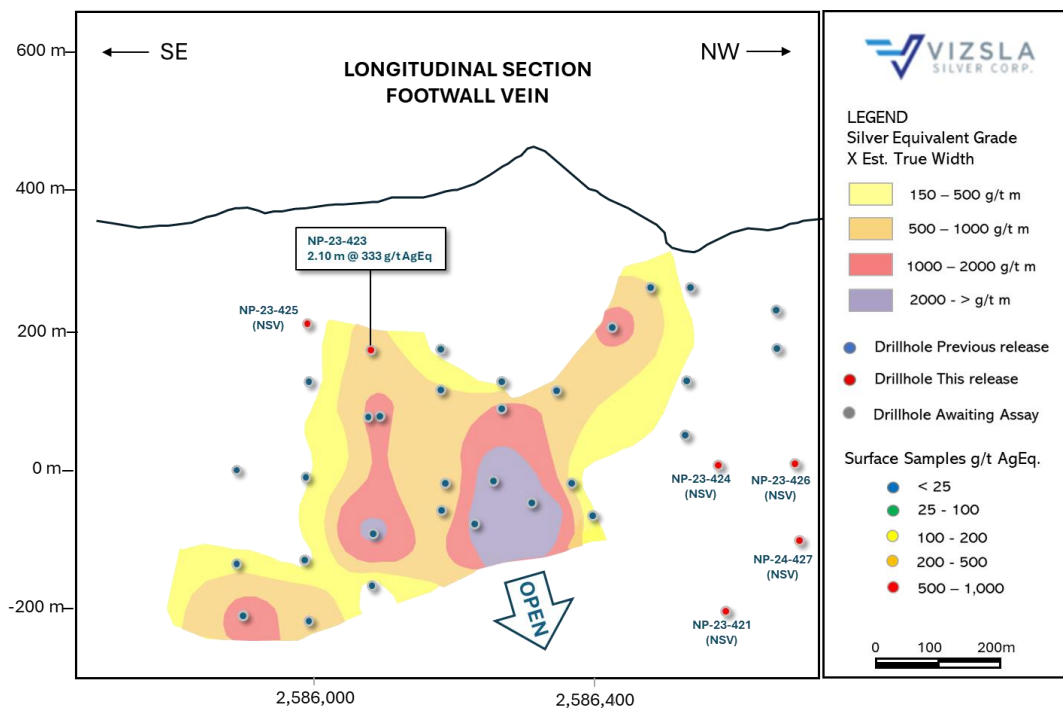 600 m
SE
NW
LONGITUDINAL SECTION
FOOTWALL VEIN
400 m
NP-23-423
2.10 m @ 333 g/t AgEq
NP-23-425
(NSV)
200 m
0 m
NP-23-424
(NSV)
NP-23-426
(NSV)
NP-24-427
(NSV)
-200 m
OPEN
NP-23-421
(NSV)
2,586,000
2,586,400
VIZSLA
SILVER CORP.
LEGEND
Silver Equivalent Grade
X Est. True Width
150 – 500 g/t m
500 – 1000 g/t m
1000 – 2000 g/t m
2000 - > g/t m
Drillhole Previous release
Drillhole This release
Drillhole Awaiting Assay
Surface Samples g/t AgEq.
< 25
25 - 100
100 - 200
200 - 500
500 – 1,000
0 100 200m